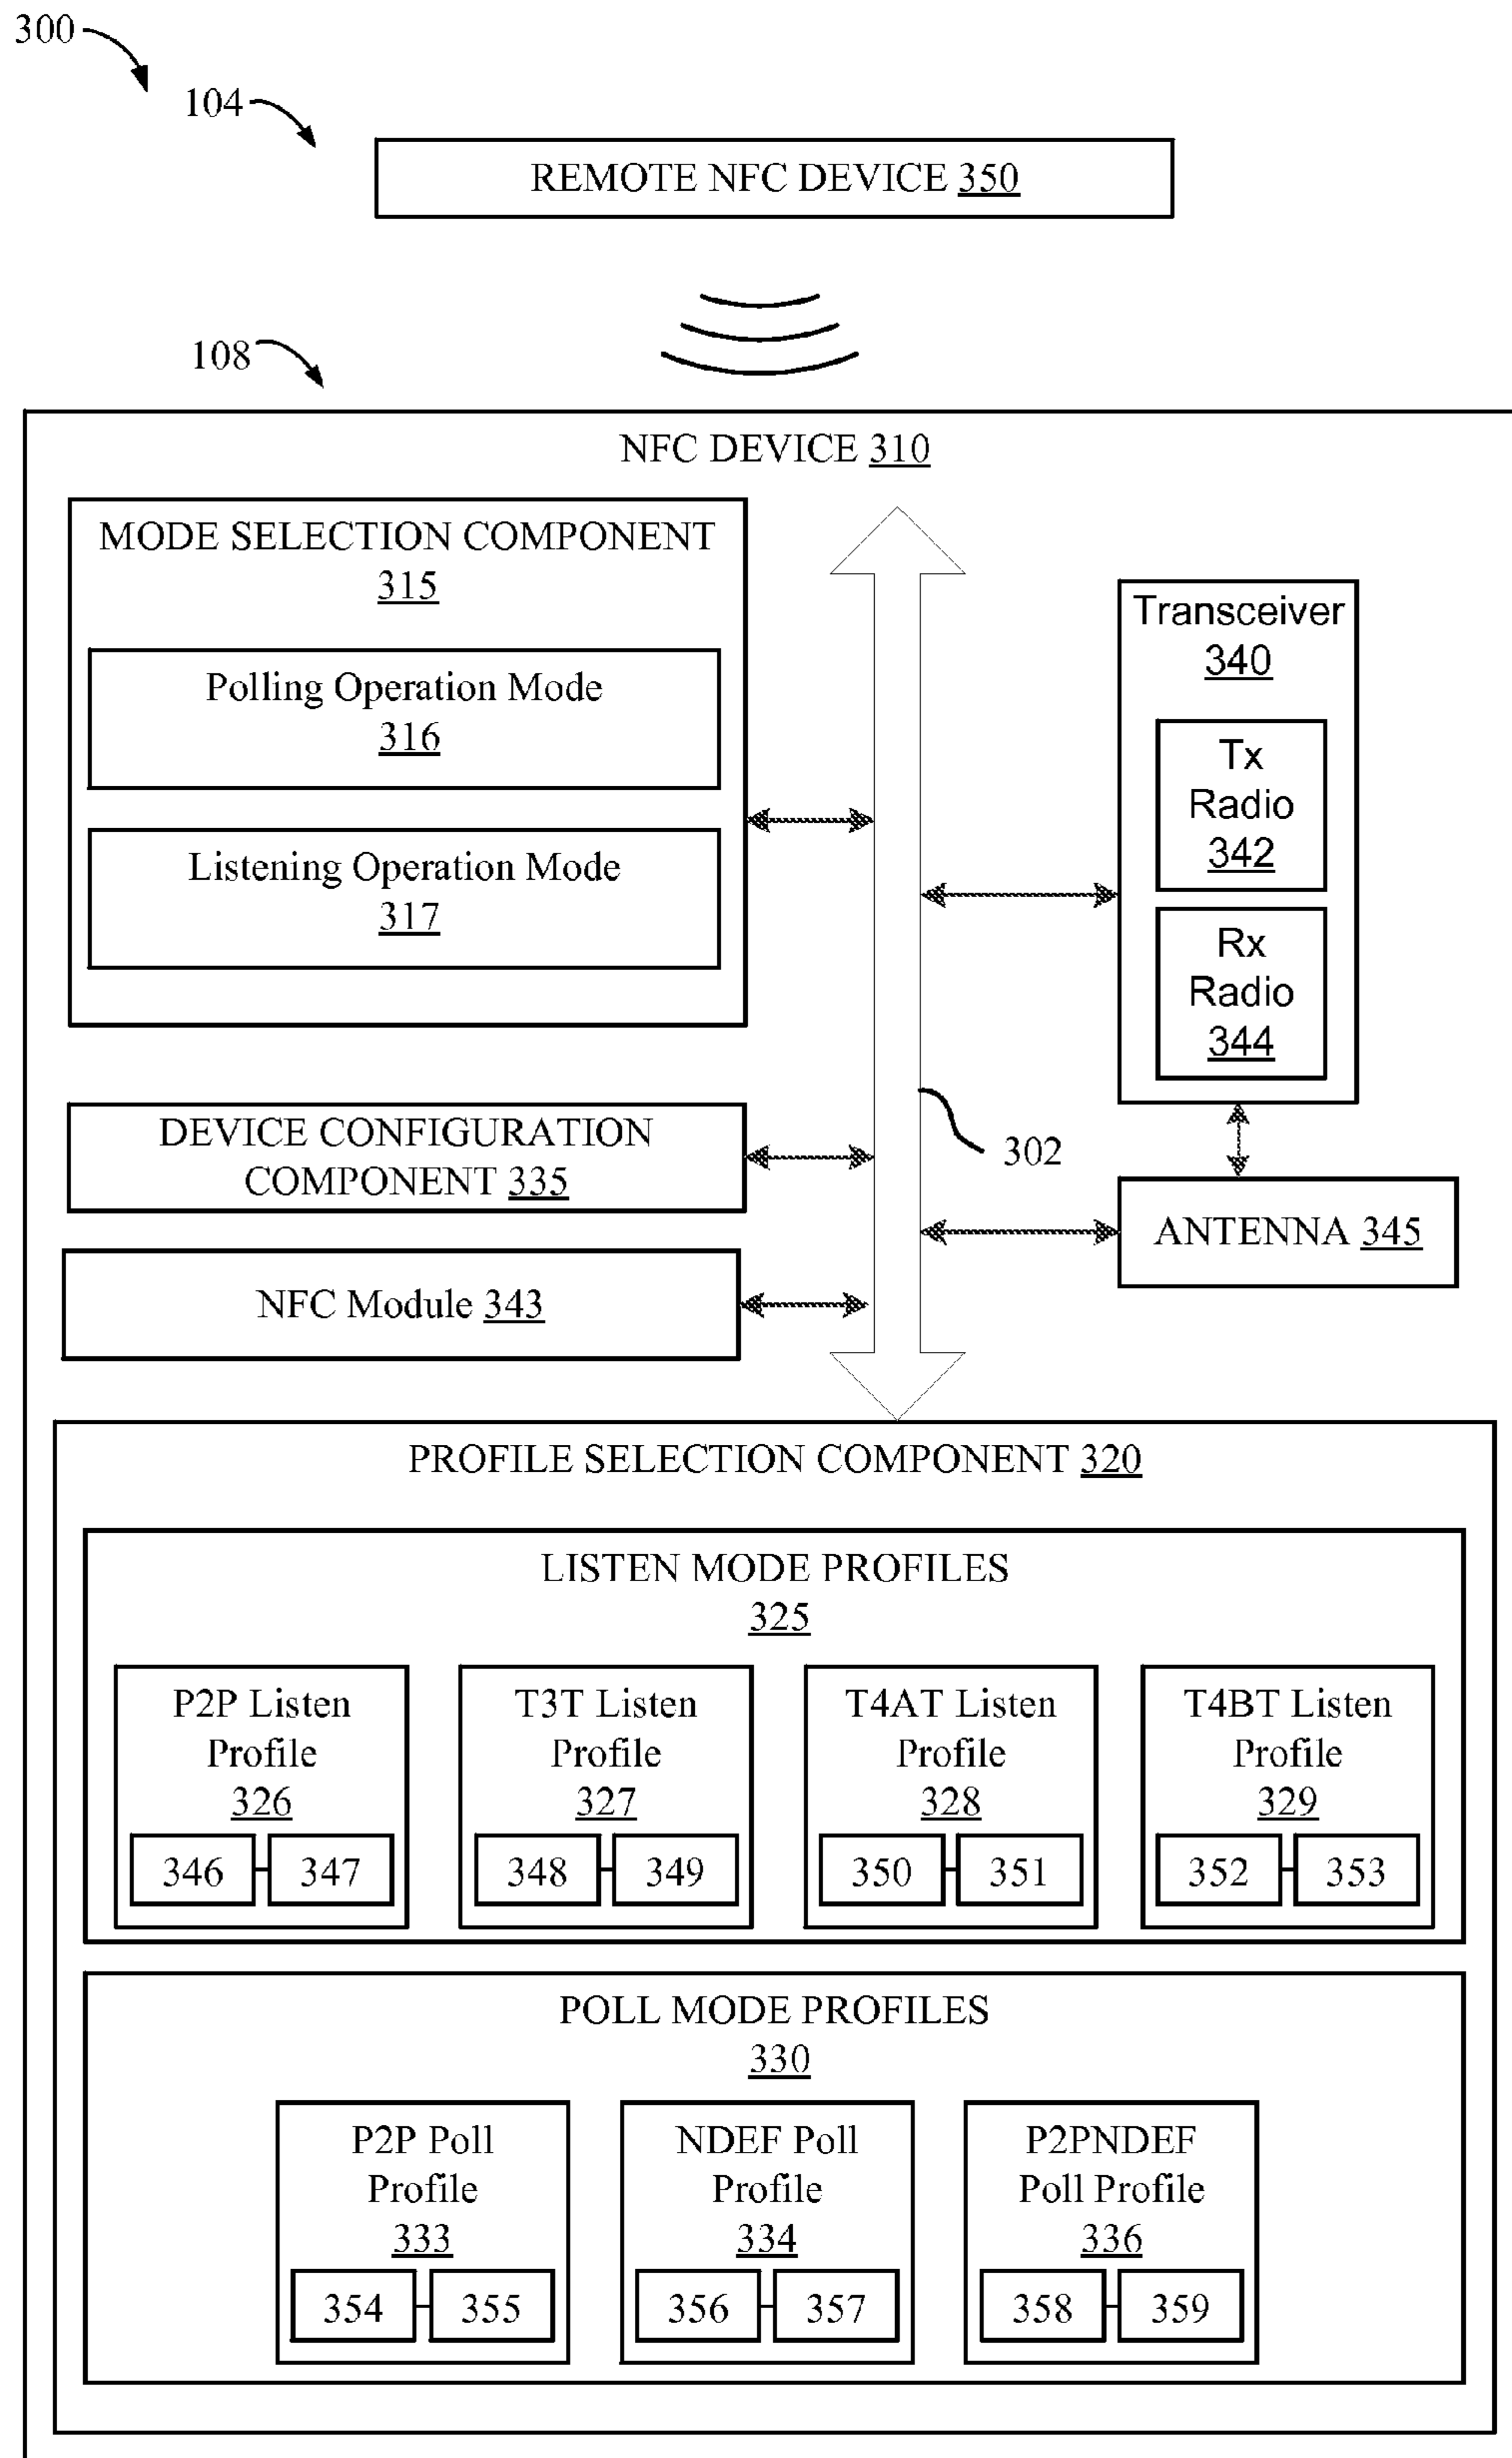 300
104
REMOTE NFC DEVICE 350
108
NFC DEVICE 310
MODE SELECTION COMPONENT
315
Polling Operation Mode
316
Listening Operation Mode
317
Transceiver
340
Tx
Radio
342
Rx
Radio
344
302
DEVICE CONFIGURATION
COMPONENT 335
ANTENNA 345
NFC Module 343
PROFILE SELECTION COMPONENT 320
LISTEN MODE PROFILES
325
P2P Listen
Profile
326
346
347
T3T Listen
Profile
327
348
349
T4AT Listen
Profile
328
350
351
T4BT Listen
Profile
329
352
353
POLL MODE PROFILES
330
P2P Poll
Profile
333
354
355
NDEF Poll
Profile
334
356
357
P2PNDEF
Poll Profile
336
358
359